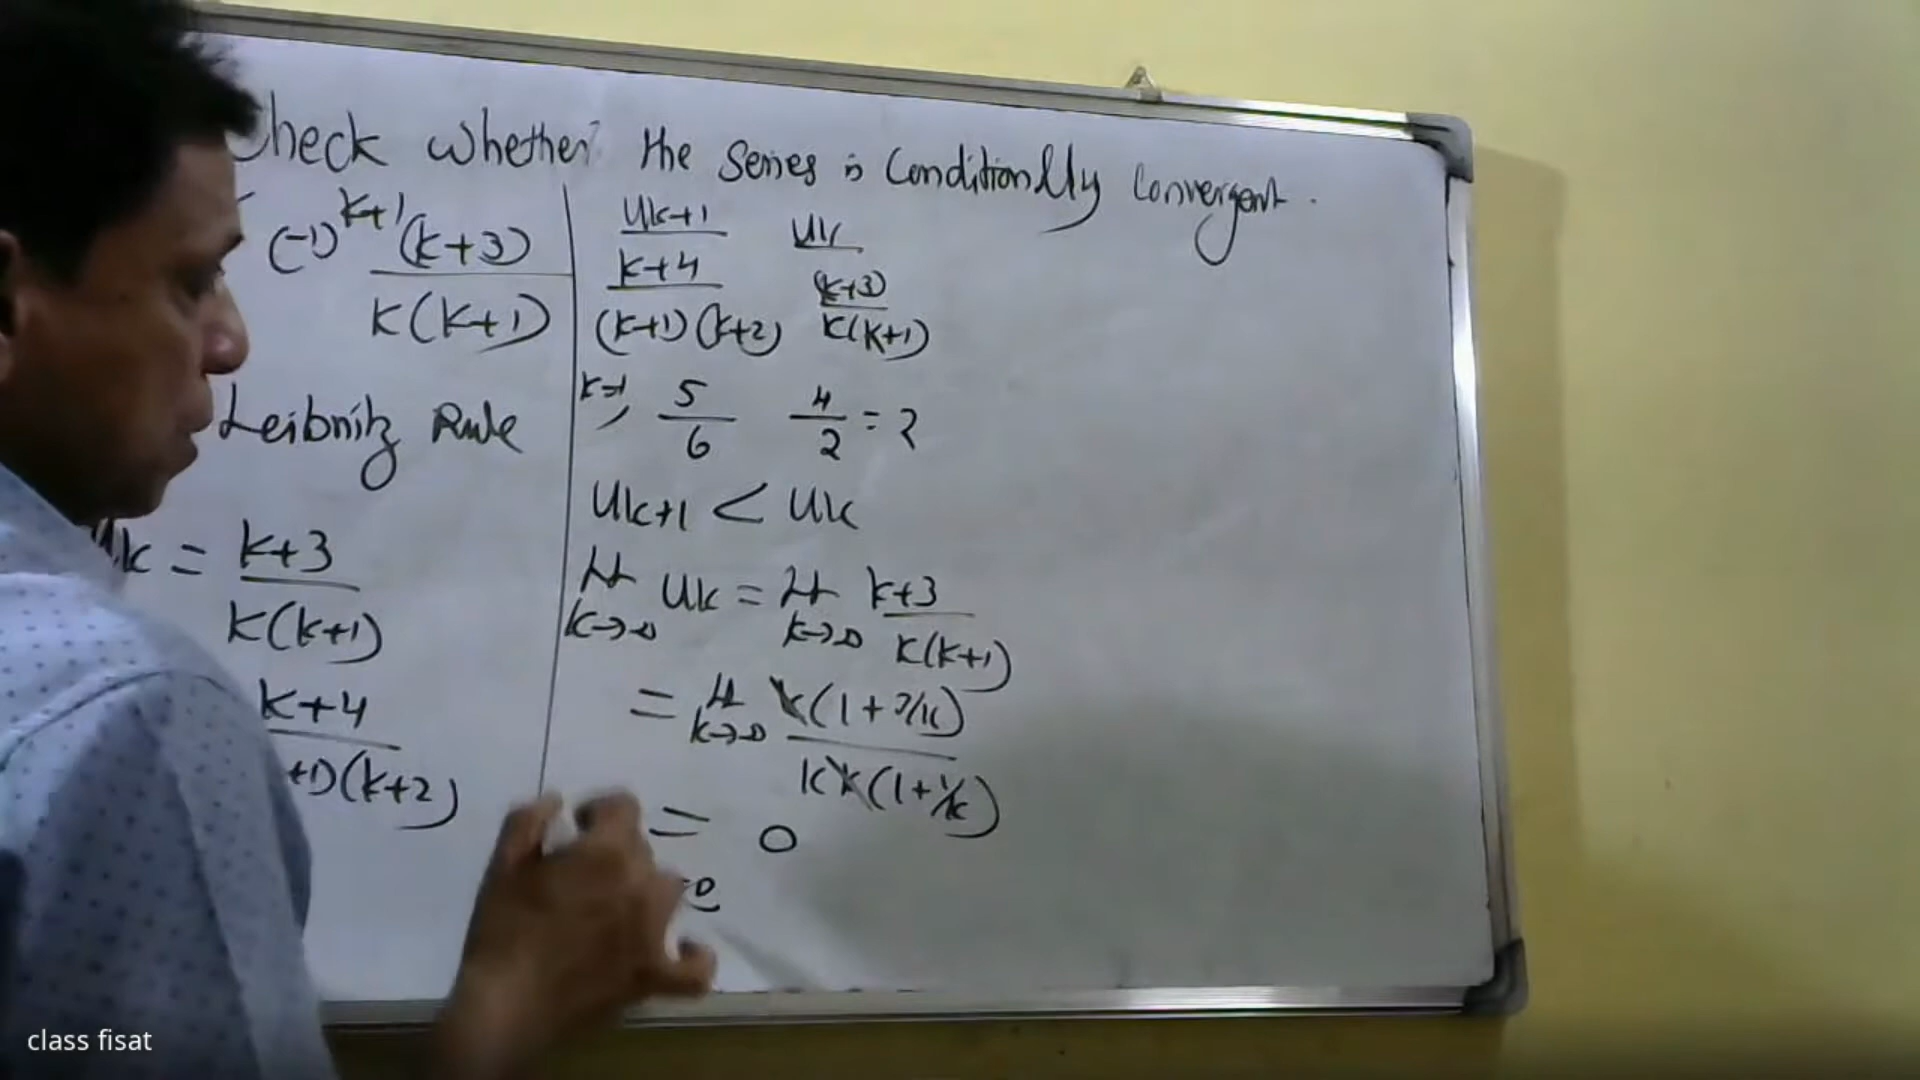 Check whether the series is Conditionally Convergent.
(-1)^k+1 (k+3)
K(K+1)
Leibnitz Rule
Uk = k+3
K(k+1)
k+4
+1)(k+2)
Uk+1 Uk
k+4 (k+3)
(k+1)(k+2) K(K+1)
k=1, 5/6 4/2 = 2
Uk+1 < Uk
Lt k→∞ Uk = Lt k→∞ k+3
K(k+1)
= Lt k→∞ k(1+3/k)
k k(1+1/k)
= 0
class fisat